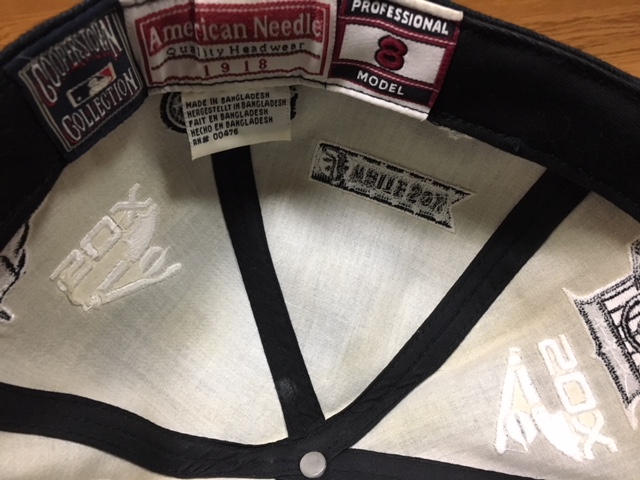 COOPERSTOWN
COLLECTION
American Needle
Quality Headwear
1918
PROFESSIONAL
8
MODEL
MADE IN BANGLADESH
HERGESTELLT IN BANGLADESH
FAIT EN BANGLADESH
HECHO EN BANGLADESH
RN# 00476
WHITE SOX
SOX
SOX